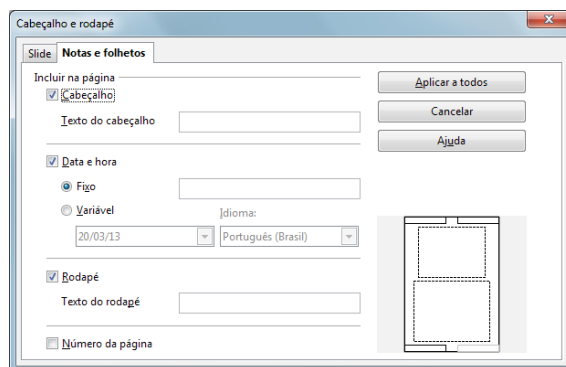 Cabeçalho e rodapé
Slide Notas e folhetos
Incluir na página
Cabeçalho
Texto do cabeçalho
Data e hora
Fixo
Variável Idioma:
20/03/13 Português (Brasil)
Rodapé
Texto do rodapé
Número da página
Aplicar a todos
Cancelar
Ajuda